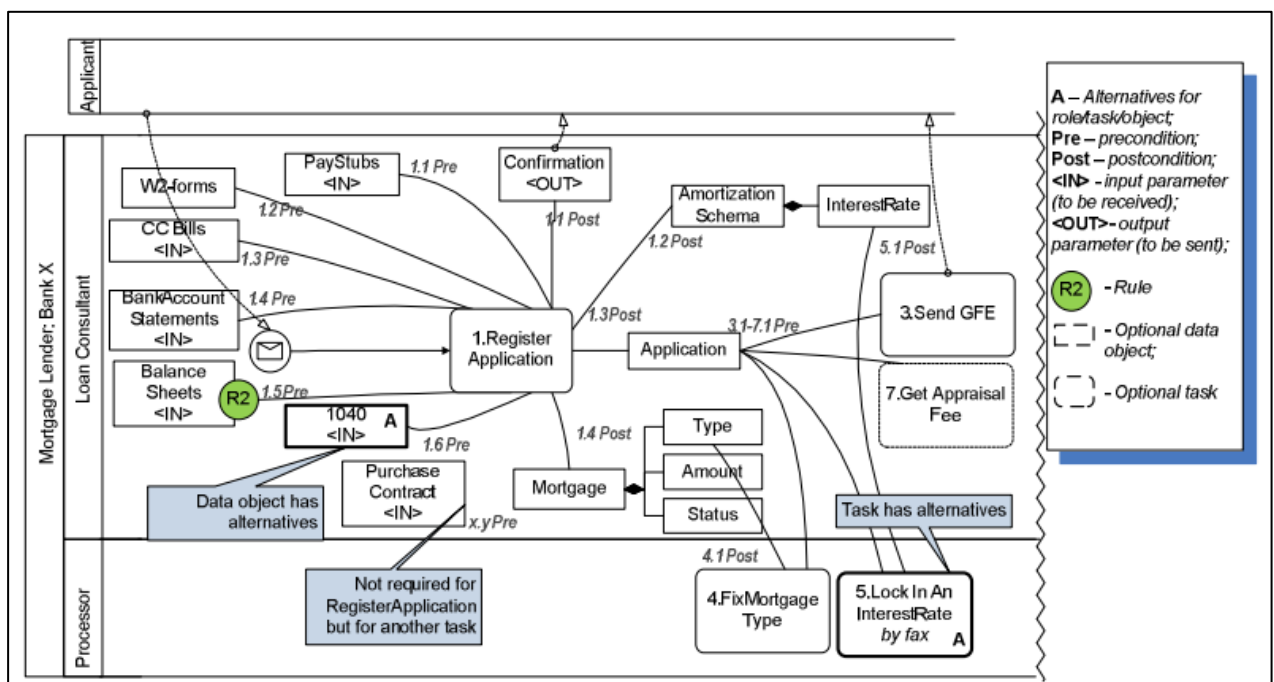 Applicant
Mortgage Lender; Bank X
Loan Consultant
Processor
PayStubs
<IN>
1.1 Pre
W2-forms
1.2 Pre
CC Bills
<IN>
1.3 Pre
BankAccount
Statements
<IN>
1.4 Pre
Balance
Sheets
<IN>
R2
1.5 Pre
1040
<IN>
A
1.6 Pre
Data object has
alternatives
Purchase
Contract
<IN>
x.y Pre
Not required for
RegisterApplication
but for another task
1.Register
Application
Confirmation
<OUT>
1.1 Post
Amortization
Schema
InterestRate
1.2 Post
1.3 Post
Application
3.1-7.1 Pre
5.1 Post
3.Send GFE
7.Get Appraisal
Fee
1.4 Post
Mortgage
Type
Amount
Status
Task has alternatives
4.1 Post
4.FixMortgage
Type
5.Lock In An
InterestRate
by fax
A
A – Alternatives for
role/task/object;
Pre – precondition;
Post – postcondition;
<IN> - input parameter
(to be received);
<OUT>- output
parameter (to be sent);
R2 - Rule
- Optional data
object;
- Optional task